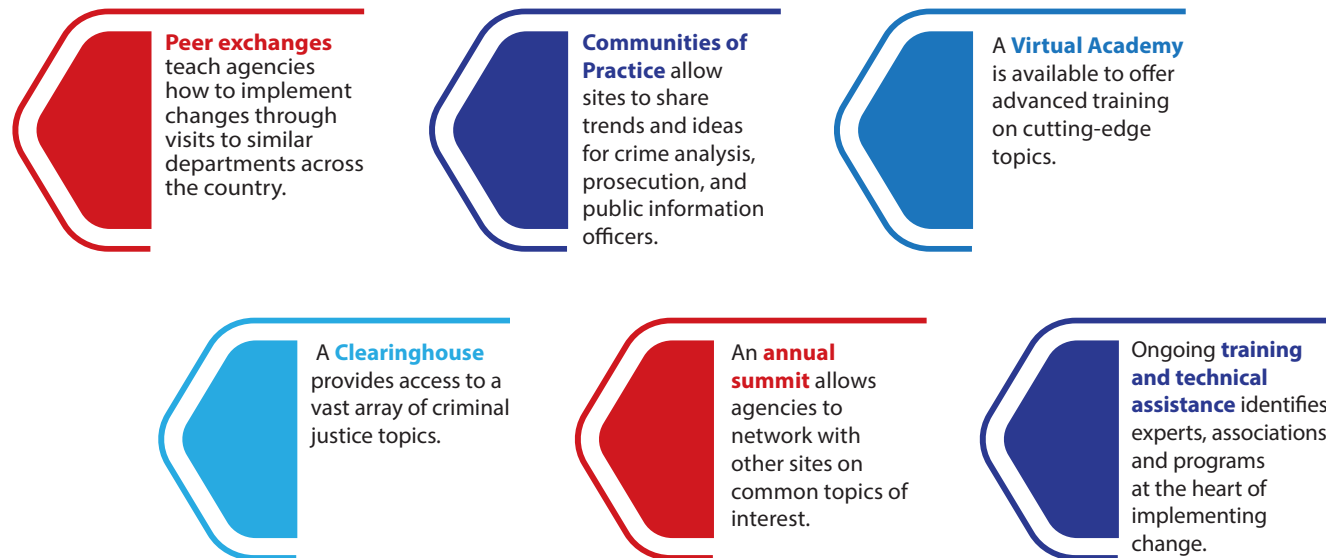 Peer exchanges
teach agencies
how to implement
changes through
visits to similar
departments across
the country.
Communities of
Practice allow
sites to share
trends and ideas
for crime analysis,
prosecution, and
public information
officers.
A Virtual Academy
is available to offer
advanced training
on cutting-edge
topics.
A Clearinghouse
provides access to a
vast array of criminal
justice topics.
An annual
summit allows
agencies to
network with
other sites on
common topics of
interest.
Ongoing training
and technical
assistance identifies
experts, associations
and programs
at the heart of
implementing
change.